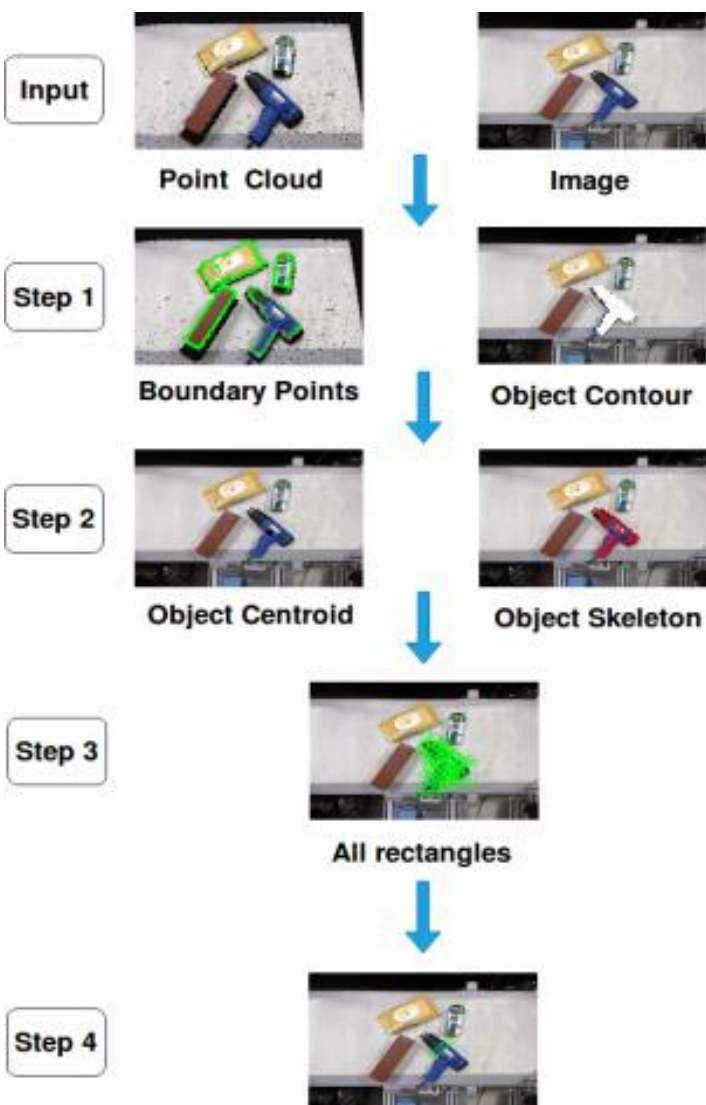 Input
Point Cloud
Image
Step 1
Boundary Points
Object Contour
Step 2
Object Centroid
Object Skeleton
Step 3
All rectangles
Step 4